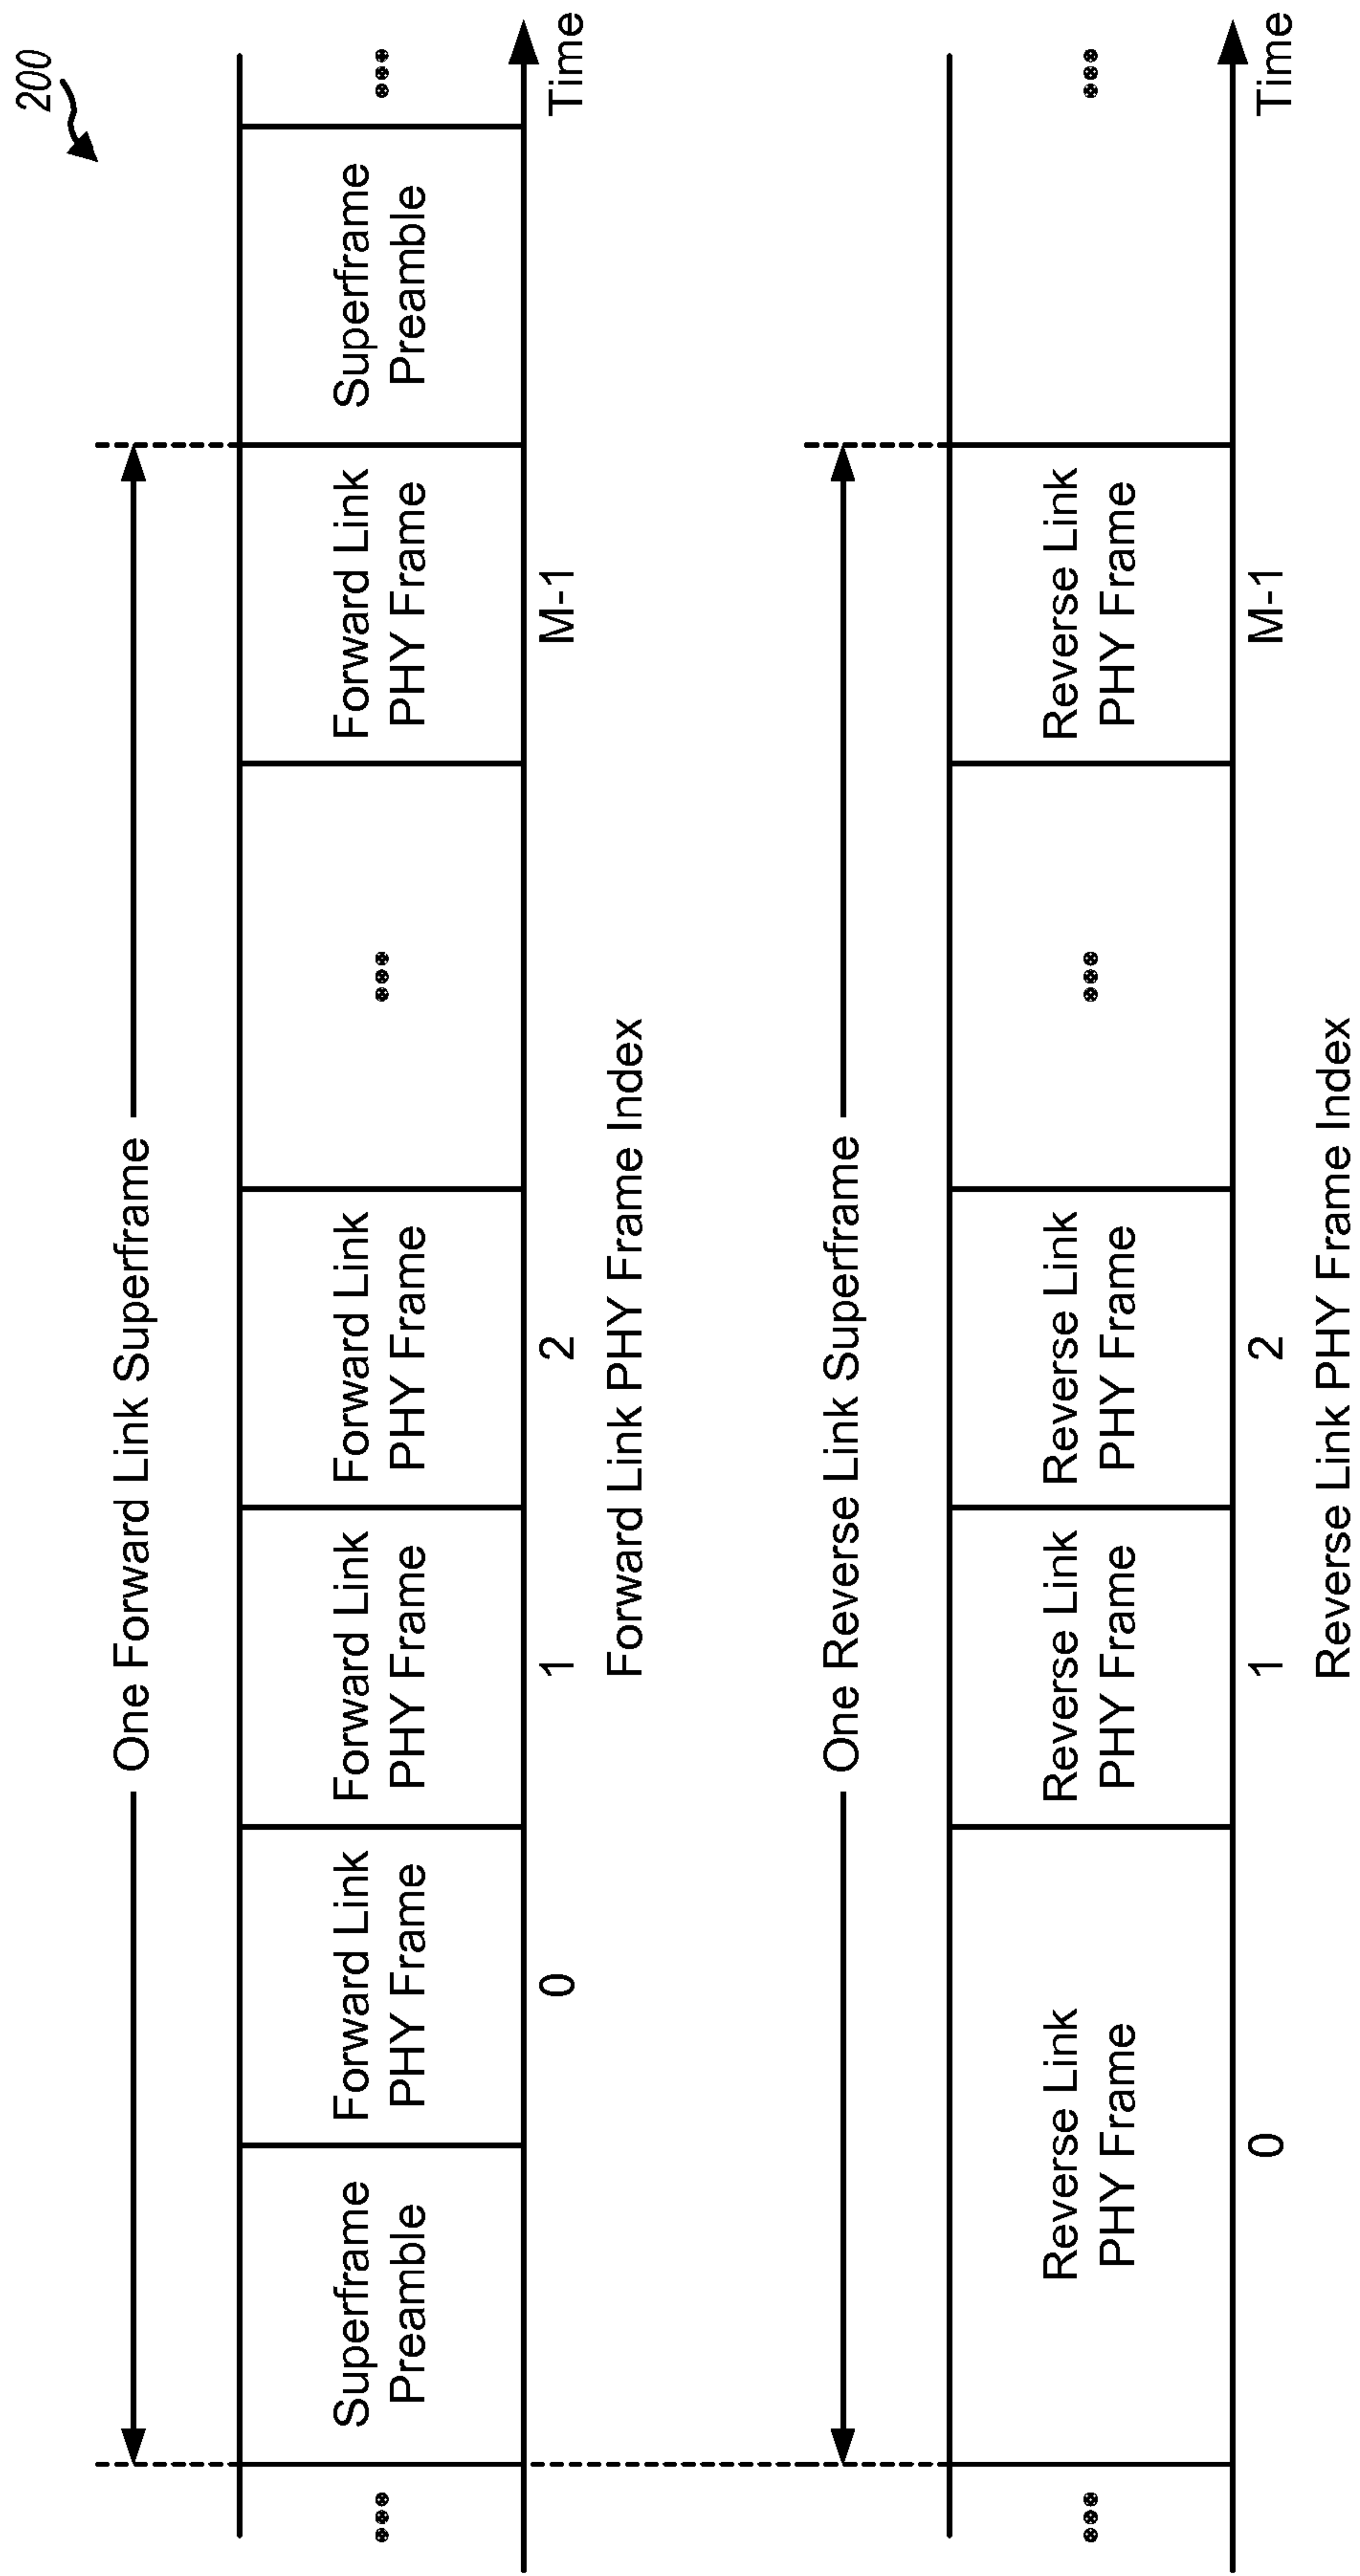 200
One Forward Link Superframe
Superframe
Preamble
Forward Link
PHY Frame
Forward Link
PHY Frame
Forward Link
PHY Frame
Forward Link
PHY Frame
Superframe
Preamble
0
1
2
M-1
Time
Forward Link PHY Frame Index
One Reverse Link Superframe
Reverse Link
PHY Frame
Reverse Link
PHY Frame
Reverse Link
PHY Frame
Reverse Link
PHY Frame
0
1
2
M-1
Time
Reverse Link PHY Frame Index